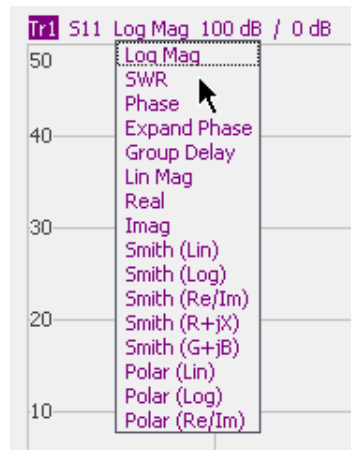 Tr1 S11 Log Mag 100 dB / 0 dB
50
Log Mag
SWR
Phase
40
Expand Phase
Group Delay
Lin Mag
Real
30
Imag
Smith (Lin)
Smith (Log)
Smith (Re/Im)
20
Smith (R+jX)
Smith (G+jB)
Polar (Lin)
Polar (Log)
10
Polar (Re/Im)